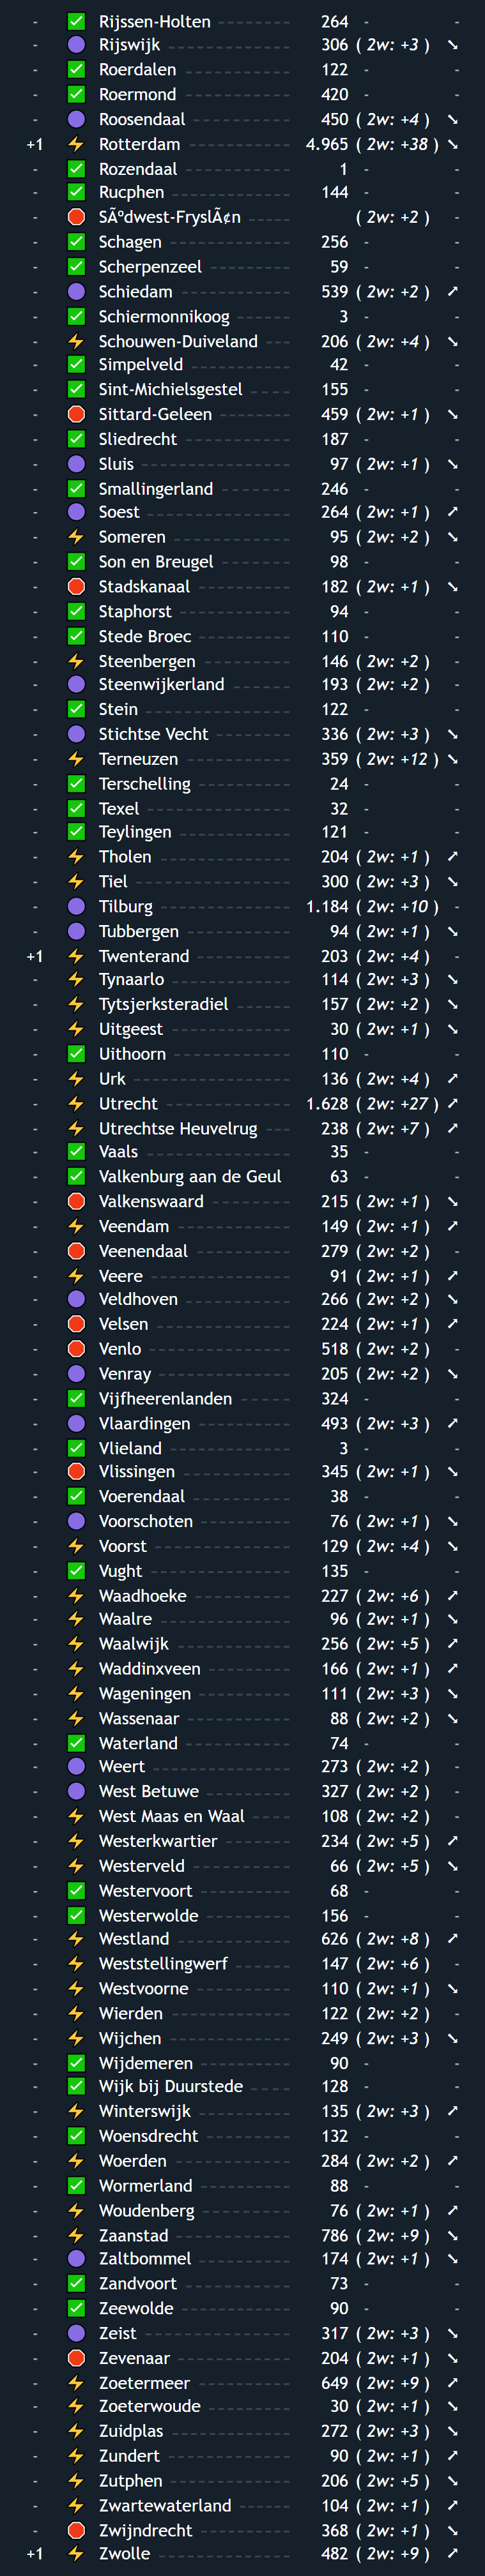 - ✅ Rijssen-Holten 264 - -
- 🟣 Rijswijk 306 ( 2w: +3 ) ➘
- ✅ Roerdalen 122 - -
- ✅ Roermond 420 - -
- 🟣 Roosendaal 450 ( 2w: +4 ) ➘
+1 ⚡ Rotterdam 4.965 ( 2w: +38 ) ➘
- ✅ Rozendaal 1 - -
- ✅ Rucphen 144 - -
- 🛑 SÃºdwest-FryslÃ¢n ( 2w: +2 ) -
- ✅ Schagen 256 - -
- ✅ Scherpenzeel 59 - -
- 🟣 Schiedam 539 ( 2w: +2 ) ➚
- ✅ Schiermonnikoog 3 - -
- ⚡ Schouwen-Duiveland 206 ( 2w: +4 ) ➘
- ✅ Simpelveld 42 - -
- ✅ Sint-Michielsgestel 155 - -
- 🛑 Sittard-Geleen 459 ( 2w: +1 ) ➘
- ✅ Sliedrecht 187 - -
- 🟣 Sluis 97 ( 2w: +1 ) ➘
- ✅ Smallingerland 246 - -
- 🟣 Soest 264 ( 2w: +1 ) ➚
- ⚡ Someren 95 ( 2w: +2 ) ➘
- ✅ Son en Breugel 98 - -
- 🛑 Stadskanaal 182 ( 2w: +1 ) ➘
- ✅ Staphorst 94 - -
- ✅ Stede Broec 110 - -
- ⚡ Steenbergen 146 ( 2w: +2 ) -
- 🟣 Steenwijkerland 193 ( 2w: +2 ) -
- ✅ Stein 122 - -
- 🟣 Stichtse Vecht 336 ( 2w: +3 ) ➘
- ⚡ Terneuzen 359 ( 2w: +12 ) ➘
- ✅ Terschelling 24 - -
- ✅ Texel 32 - -
- ✅ Teylingen 121 - -
- ⚡ Tholen 204 ( 2w: +1 ) ➚
- ⚡ Tiel 300 ( 2w: +3 ) ➘
- 🟣 Tilburg 1.184 ( 2w: +10 ) -
- 🟣 Tubbergen 94 ( 2w: +1 ) ➘
+1 ⚡ Twenterand 203 ( 2w: +4 ) -
- ⚡ Tynaarlo 114 ( 2w: +3 ) ➘
- ⚡ Tytsjerksteradiel 157 ( 2w: +2 ) ➘
- ⚡ Uitgeest 30 ( 2w: +1 ) ➘
- ✅ Uithoorn 110 - -
- ⚡ Urk 136 ( 2w: +4 ) ➚
- ⚡ Utrecht 1.628 ( 2w: +27 ) ➚
- ⚡ Utrechtse Heuvelrug 238 ( 2w: +7 ) ➚
- ✅ Vaals 35 - -
- ✅ Valkenburg aan de Geul 63 - -
- 🛑 Valkenswaard 215 ( 2w: +1 ) ➘
- ⚡ Veendam 149 ( 2w: +1 ) ➚
- 🛑 Veenendaal 279 ( 2w: +2 ) -
- ⚡ Veere 91 ( 2w: +1 ) ➚
- 🟣 Veldhoven 266 ( 2w: +2 ) ➘
- 🛑 Velsen 224 ( 2w: +1 ) ➚
- 🛑 Venlo 518 ( 2w: +2 ) -
- 🟣 Venray 205 ( 2w: +2 ) ➘
- ✅ Vijfheerenlanden 324 - -
- 🟣 Vlaardingen 493 ( 2w: +3 ) ➚
- ✅ Vlieland 3 - -
- 🛑 Vlissingen 345 ( 2w: +1 ) ➘
- ✅ Voerendaal 38 - -
- 🟣 Voorschoten 76 ( 2w: +1 ) ➘
- ⚡ Voorst 129 ( 2w: +4 ) ➘
- ✅ Vught 135 - -
- ⚡ Waadhoeke 227 ( 2w: +6 ) ➚
- ⚡ Waalre 96 ( 2w: +1 ) ➘
- ⚡ Waalwijk 256 ( 2w: +5 ) ➚
- ⚡ Waddinxveen 166 ( 2w: +1 ) ➚
- ⚡ Wageningen 111 ( 2w: +3 ) ➘
- ⚡ Wassenaar 88 ( 2w: +2 ) ➘
- ✅ Waterland 74 - -
- 🟣 Weert 273 ( 2w: +2 ) -
- 🟣 West Betuwe 327 ( 2w: +2 ) -
- ⚡ West Maas en Waal 108 ( 2w: +2 ) -
- ⚡ Westerkwartier 234 ( 2w: +5 ) ➚
- ⚡ Westerveld 66 ( 2w: +5 ) ➘
- ✅ Westervoort 68 - -
- ✅ Westerwolde 156 - -
- ⚡ Westland 626 ( 2w: +8 ) ➚
- ⚡ Weststellingwerf 147 ( 2w: +6 ) -
- ⚡ Westvoorne 110 ( 2w: +1 ) ➘
- ⚡ Wierden 122 ( 2w: +2 ) -
- ⚡ Wijchen 249 ( 2w: +3 ) ➘
- ✅ Wijdemeren 90 - -
- ✅ Wijk bij Duurstede 128 - -
- ⚡ Winterswijk 135 ( 2w: +3 ) ➚
- ✅ Woensdrecht 132 - -
- ⚡ Woerden 284 ( 2w: +2 ) ➚
- ✅ Wormerland 88 - -
- ⚡ Woudenberg 76 ( 2w: +1 ) ➚
- ⚡ Zaanstad 786 ( 2w: +9 ) ➘
- 🟣 Zaltbommel 174 ( 2w: +1 ) ➘
- ✅ Zandvoort 73 - -
- ✅ Zeewolde 90 - -
- 🟣 Zeist 317 ( 2w: +3 ) ➘
- 🛑 Zevenaar 204 ( 2w: +1 ) ➘
- ⚡ Zoetermeer 649 ( 2w: +9 ) ➚
- ⚡ Zoeterwoude 30 ( 2w: +1 ) ➘
- ⚡ Zuidplas 272 ( 2w: +3 ) ➘
- ⚡ Zundert 90 ( 2w: +1 ) ➚
- ⚡ Zutphen 206 ( 2w: +5 ) ➘
- ⚡ Zwartewaterland 104 ( 2w: +1 ) ➚
- 🛑 Zwijndrecht 368 ( 2w: +1 ) ➘
+1 ⚡ Zwolle 482 ( 2w: +9 ) ➚